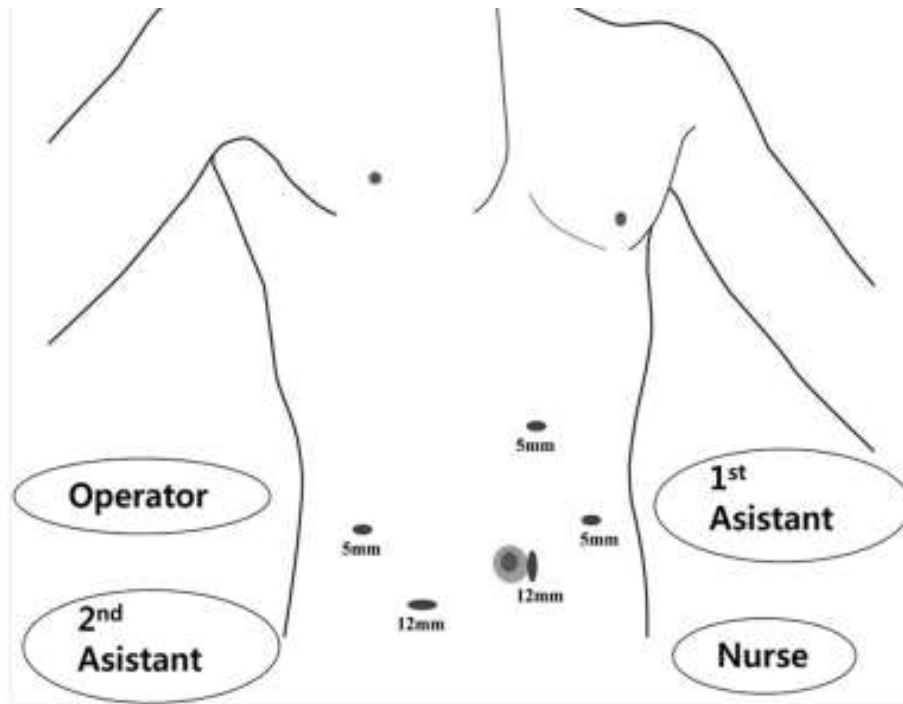 5mm
Operator
1st
Asistant
5mm
5mm
12mm
12mm
2nd
Asistant
Nurse